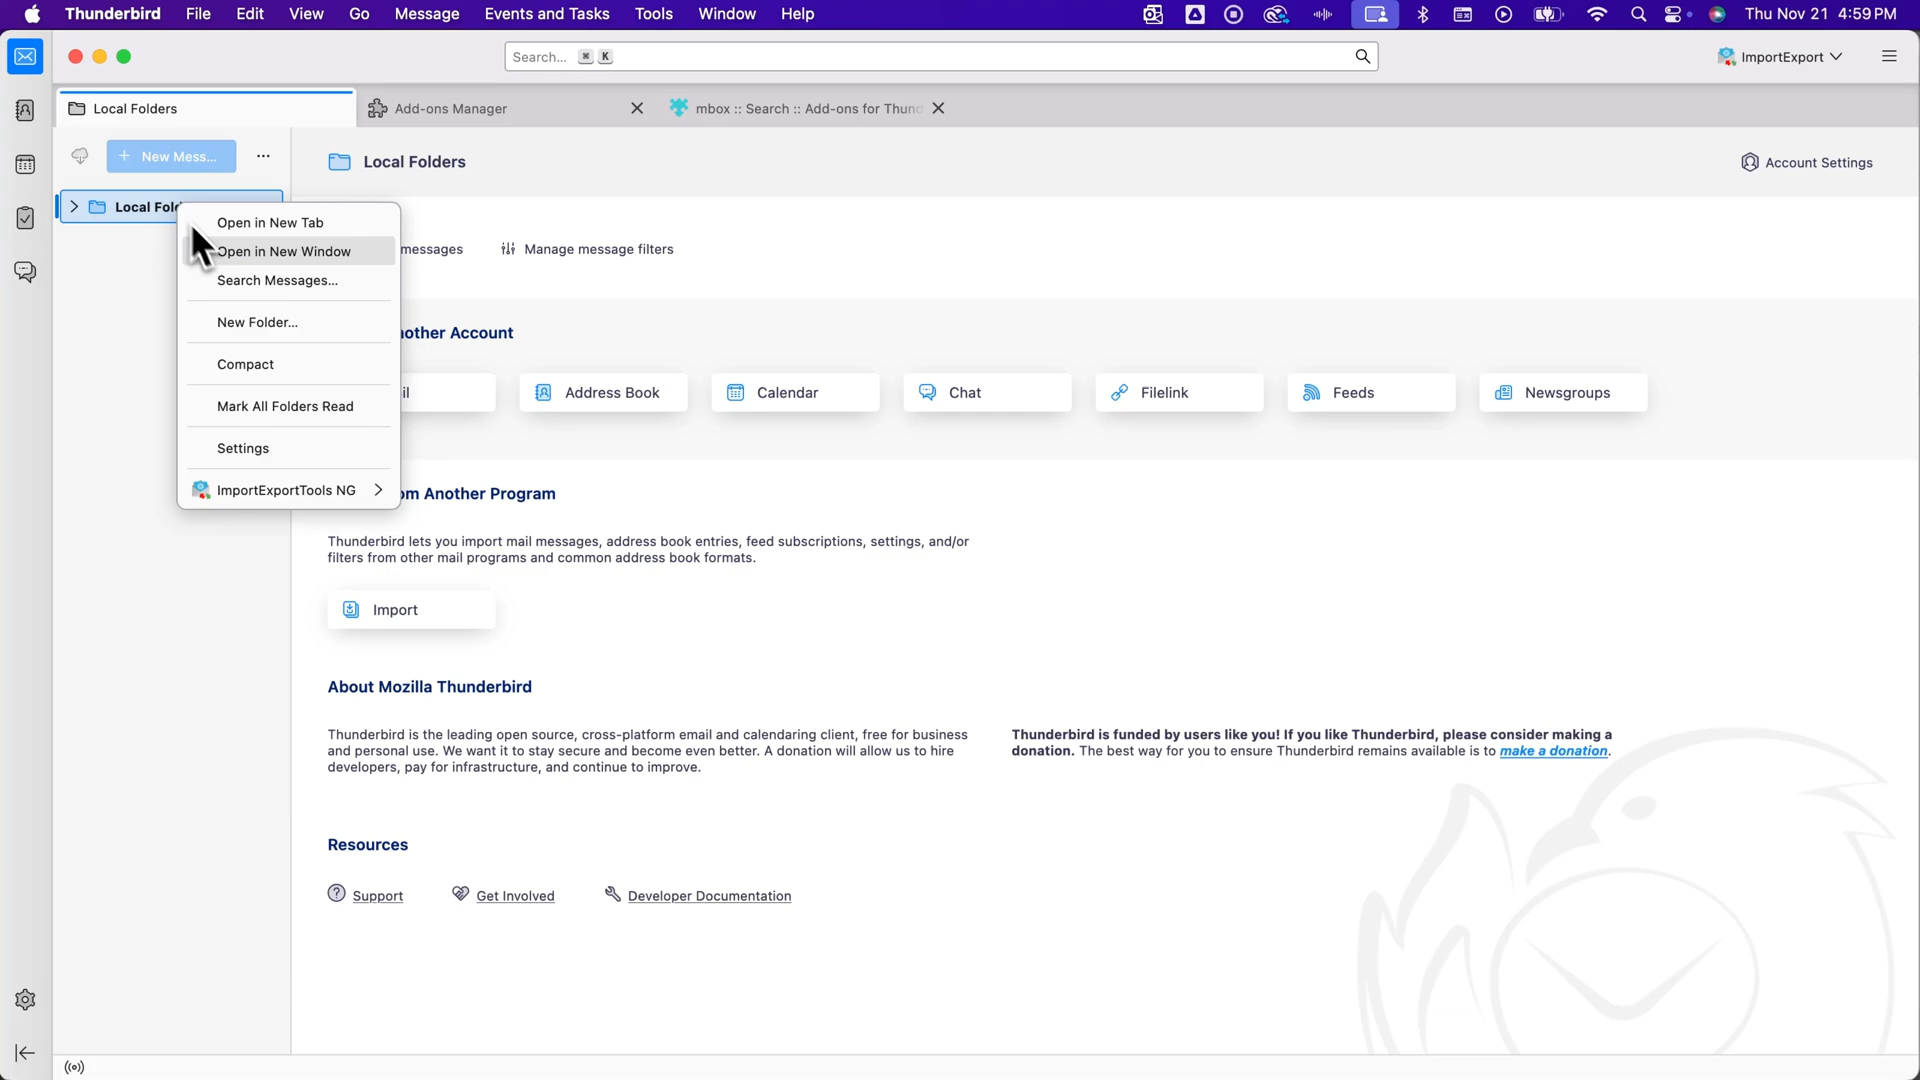 Thunderbird File Edit View Go Message Events and Tasks Tools Window Help Thu Nov 21 4:59 PM
Search... ⌘ K ImportExport
Local Folders Add-ons Manager mbox :: Search :: Add-ons for Thund
+ New Mess... ... Local Folders Account Settings
Local Fold
Open in New Tab
Open in New Window
Search Messages...
New Folder...
Compact
Mark All Folders Read
Settings
ImportExportTools NG
messages Manage message filters
nother Account
il Address Book Calendar Chat Filelink Feeds Newsgroups
om Another Program
Thunderbird lets you import mail messages, address book entries, feed subscriptions, settings, and/or
filters from other mail programs and common address book formats.
Import
About Mozilla Thunderbird
Thunderbird is the leading open source, cross-platform email and calendaring client, free for business
and personal use. We want it to stay secure and become even better. A donation will allow us to hire
developers, pay for infrastructure, and continue to improve.
Thunderbird is funded by users like you! If you like Thunderbird, please consider making a
donation. The best way for you to ensure Thunderbird remains available is to make a donation.
Resources
Support Get Involved Developer Documentation